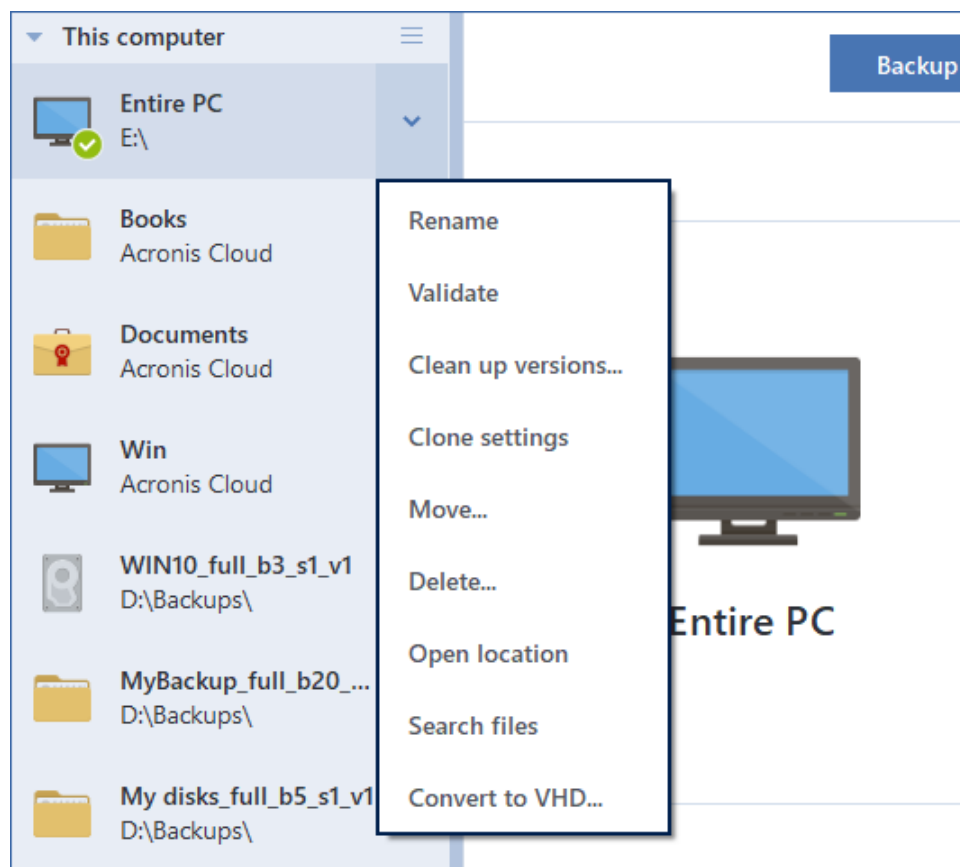 This computer
Entire PC
E:\
Books
Acronis Cloud
Documents
Acronis Cloud
Win
Acronis Cloud
WIN10_full_b3_s1_v1
D:\Backups\
MyBackup_full_b20_...
D:\Backups\
My disks_full_b5_s1_v1
D:\Backups\
Rename
Validate
Clean up versions...
Clone settings
Move...
Delete...
Open location
Search files
Convert to VHD...
Backup
Entire PC